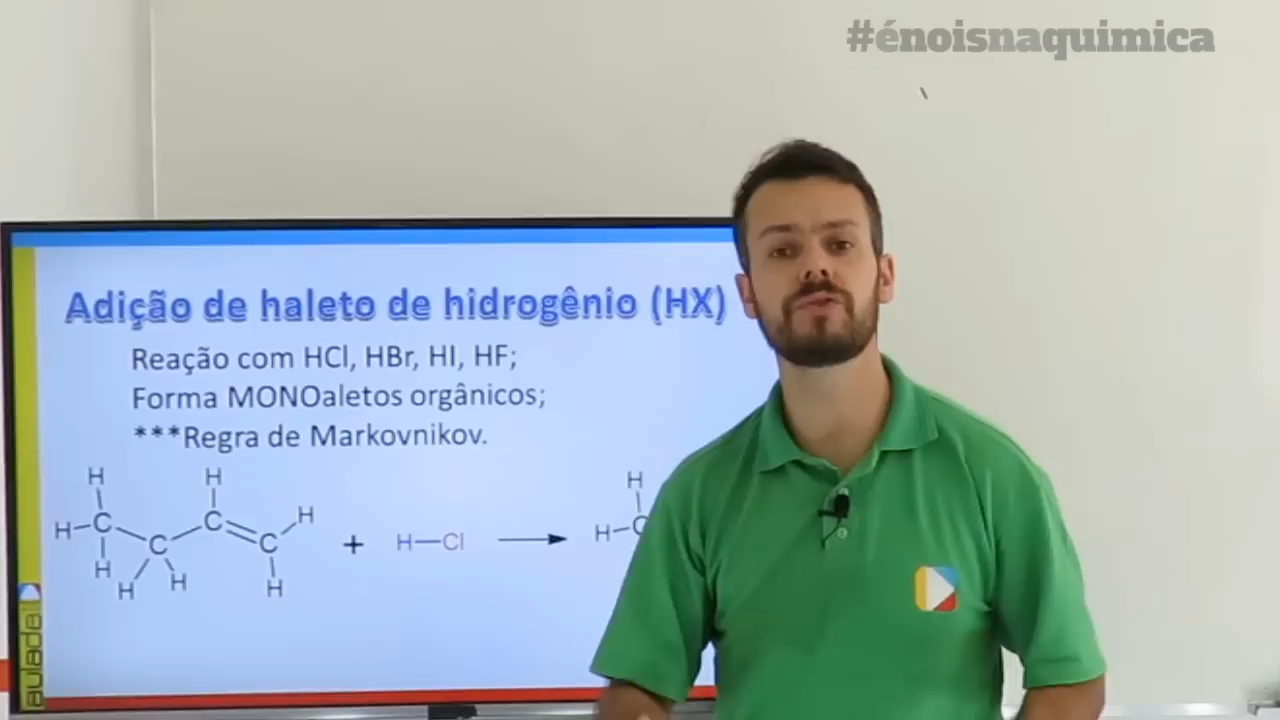 #énoisnaquimica
Adição de haleto de hidrogênio (HX)
Reação com HCl, HBr, HI, HF;
Forma MONOaletos orgânicos;
***Regra de Markovnikov.
H H H
H C C H
C C + H Cl H C
H H H H
aulade